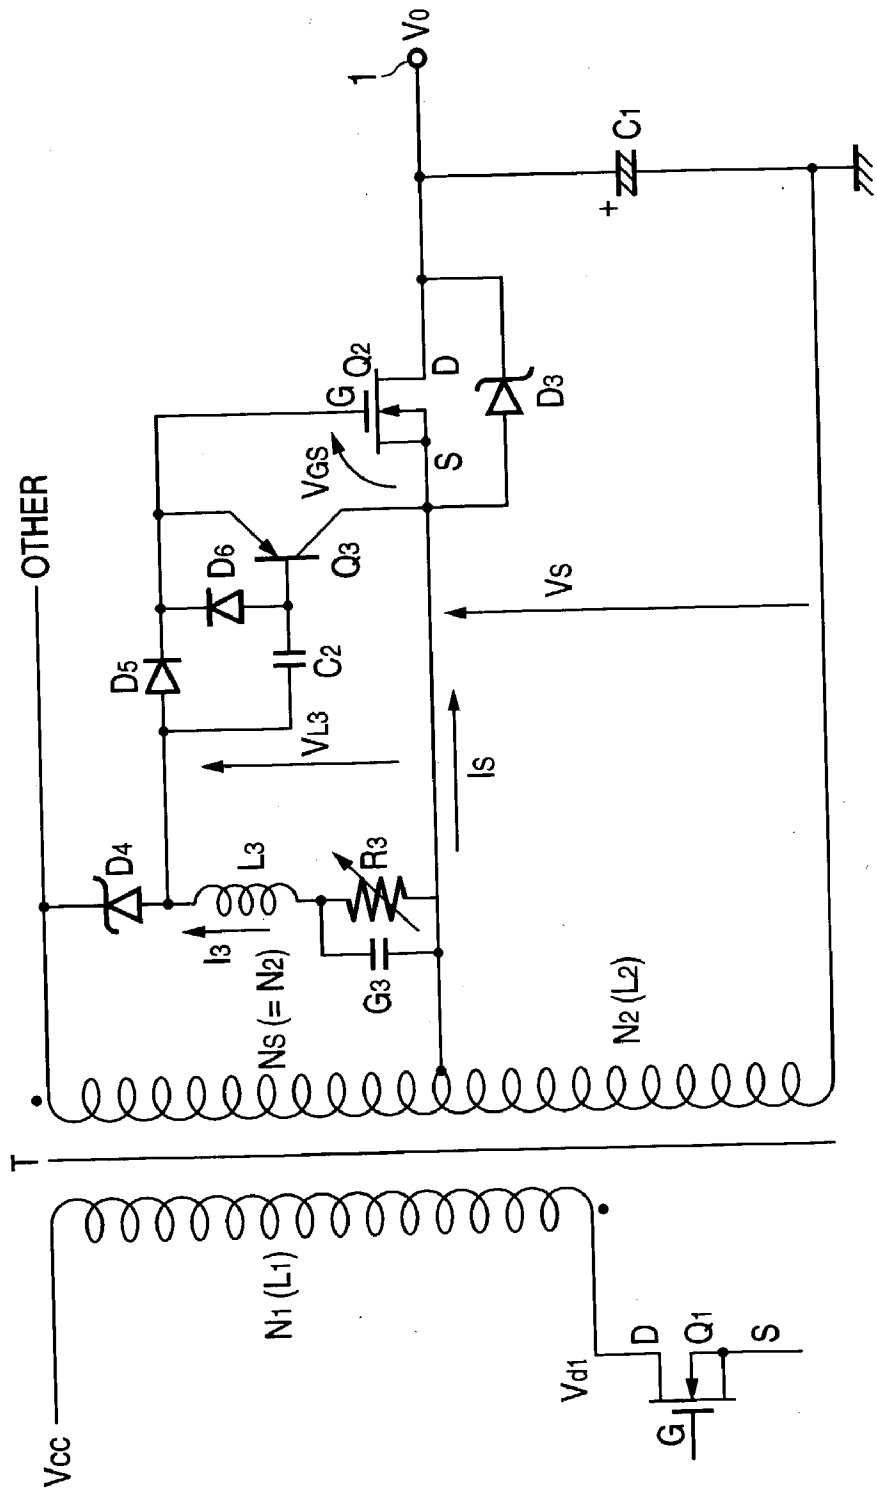 OTHER
T
D4
D5
D6
G
Q2
1
V0
I3
L3
VL3
C2
Q3
VGS
S
D
D3
C1
+
G3
R3
NS (= N2)
IS
VS
N2 (L2)
Vcc
N1 (L1)
Vd1
D
G
Q1
S